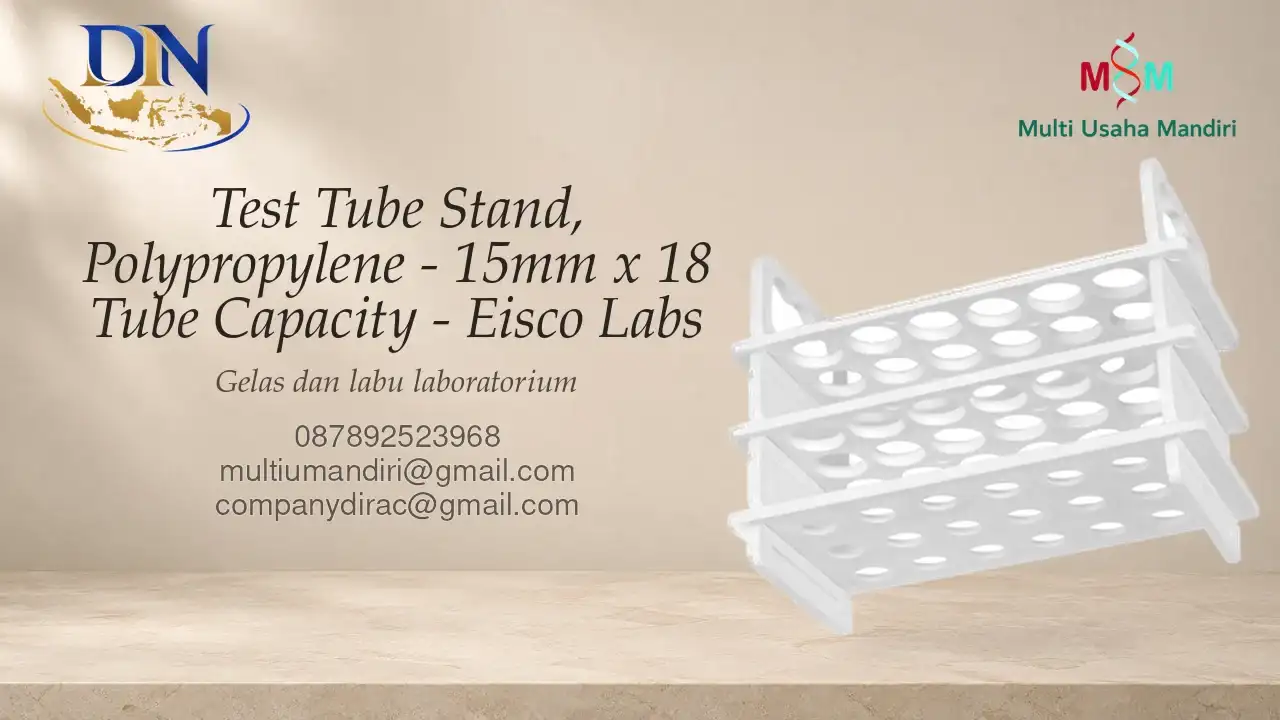 DIN
MSM
Multi Usaha Mandiri
Test Tube Stand,
Polypropylene - 15mm x 18
Tube Capacity - Eisco Labs
Gelas dan labu laboratorium
087892523968
multiumandiri@gmail.com
companydirac@gmail.com